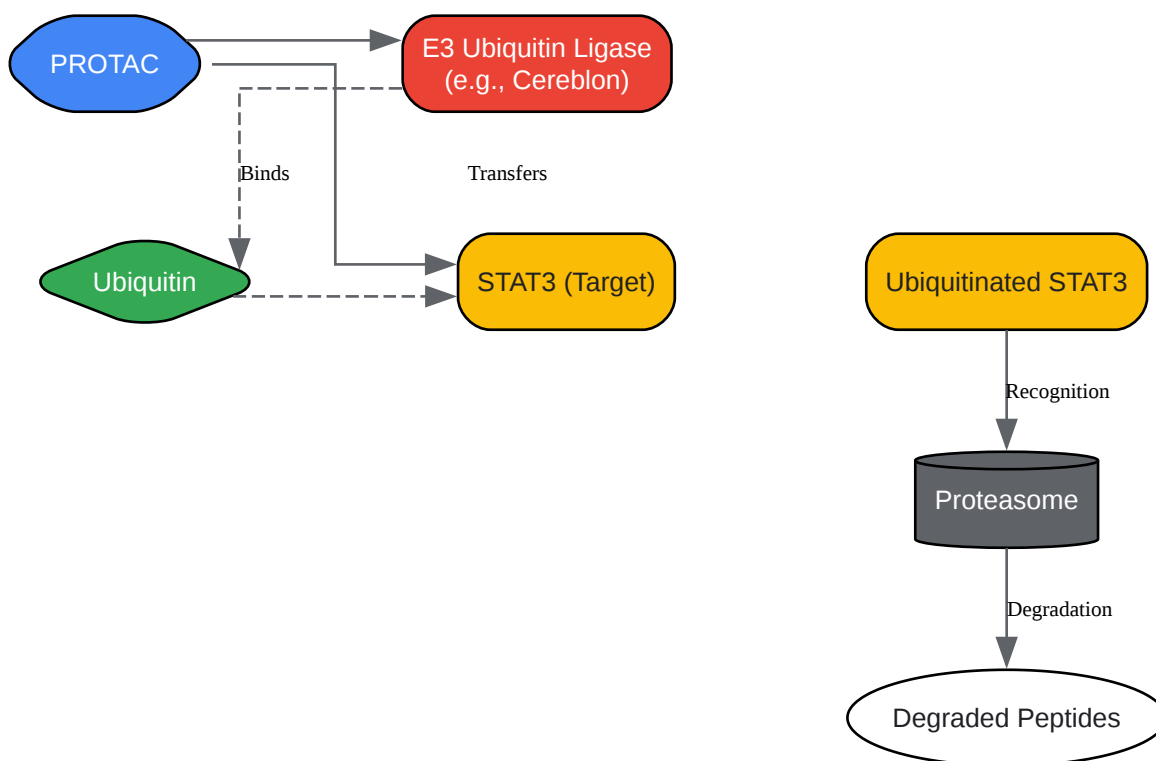 PROTAC
E3 Ubiquitin Ligase
(e.g., Cereblon)
Binds
Transfers
Ubiquitin
STAT3 (Target)
Ubiquitinated STAT3
Recognition
Proteasome
Degradation
Degraded Peptides